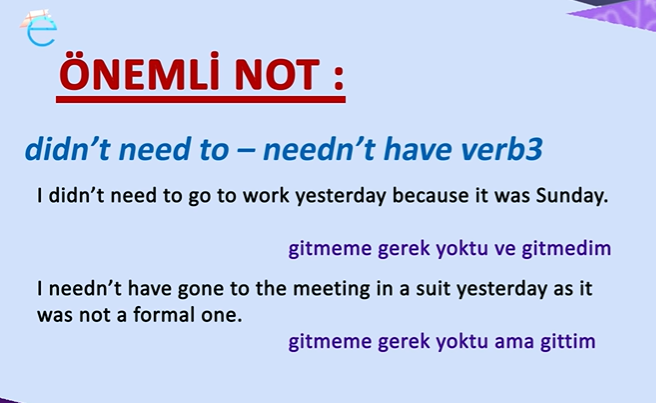 ÖNEMLİ NOT :
didn't need to – needn't have verb3
I didn't need to go to work yesterday because it was Sunday.
gitmeme gerek yoktu ve gitmedim
I needn't have gone to the meeting in a suit yesterday as it
was not a formal one.
gitmeme gerek yoktu ama gittim